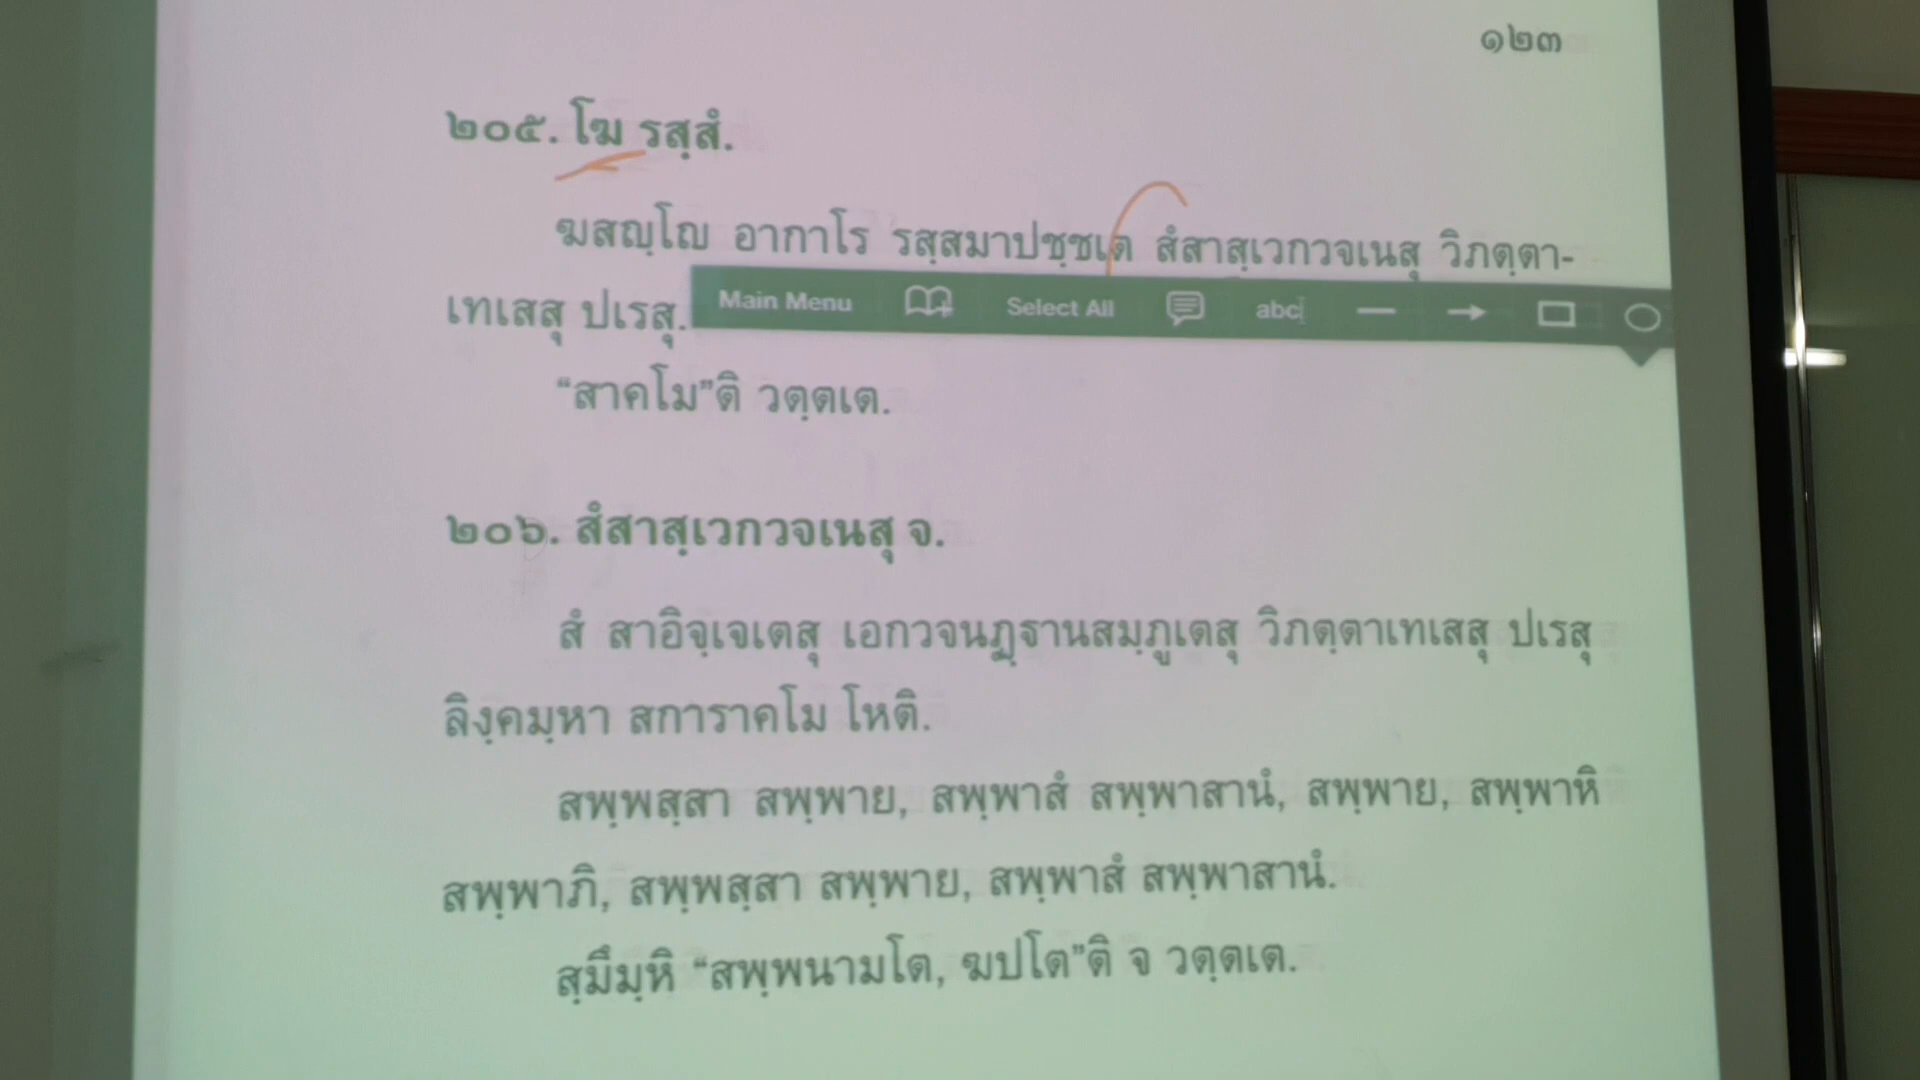 ๑๒๓
๒๐๕. โฆ รสฺสํ.
ฆสญฺโญ อากาโร รสฺสมาปชฺชเต สํสาสฺเวกวจเนสุ วิภตฺตา-
เทเสสุ ปเรสุ.
Main Menu Select All abc
“สาคโม”ติ วตฺตเต.
๒๐๖. สํสาสฺเวกวจเนสุ จ.
สํ สาอิจฺเจเตสุ เอกวจนฏฺฐานสมฺภูเตสุ วิภตฺตาเทเสสุ ปเรสุ
ลิงฺคมฺหา สการาคโม โหติ.
สพฺพสฺสา สพฺพาย, สพฺพาสํ สพฺพาสานํ, สพฺพาย, สพฺพาหิ
สพฺพาภิ, สพฺพสฺสา สพฺพาย, สพฺพาสํ สพฺพาสานํ.
สฺมึมฺหิ “สพฺพนามโต, ฆปโต”ติ จ วตฺตเต.